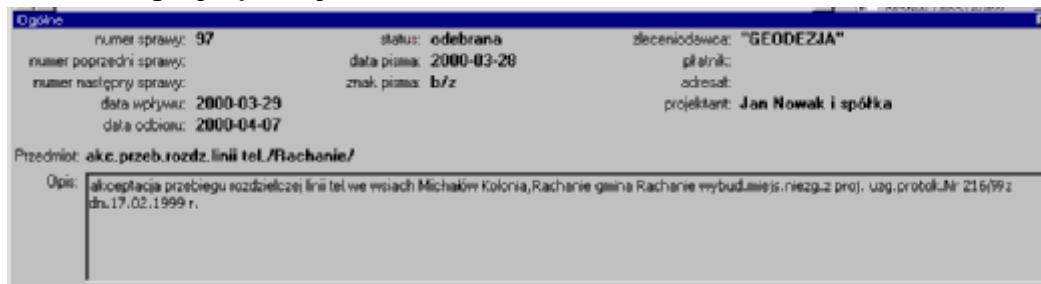 Ogólne
numer sprawy: 97 status: odebrana zleceniodawca: "GEODEZJA"
numer poprzedni sprawy: data pisma: 2000-03-28 płatnik:
numer następny sprawy: znak pisma: b/z adresat:
data wpływu: 2000-03-29 projektant: Jan Nowak i spółka
data odbioru: 2000-04-07
Przedmiot: akc.przeb.rozdz.linii tel./Rachanie/
Opis: akceptacja przebiegu rozdzielczej linii tel.we wsiach Michałów Kolonia,Rachanie gmina Rachanie wybud.miejs.niezg.z proj. uzg.protok.Nr 216/99 z
dn.17.02.1999 r.